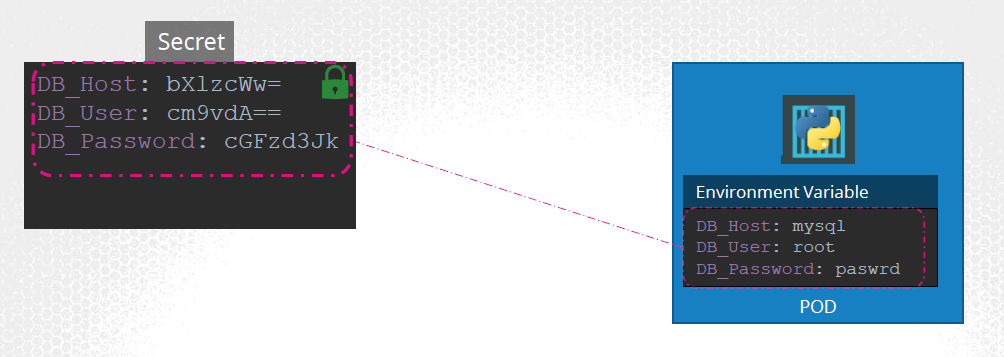 Secret
DB_Host: bXlzcWw=
DB_User: cm9vdA==
DB_Password: cGFzd3Jk
Environment Variable
DB_Host: mysql
DB_User: root
DB_Password: paswrd
POD